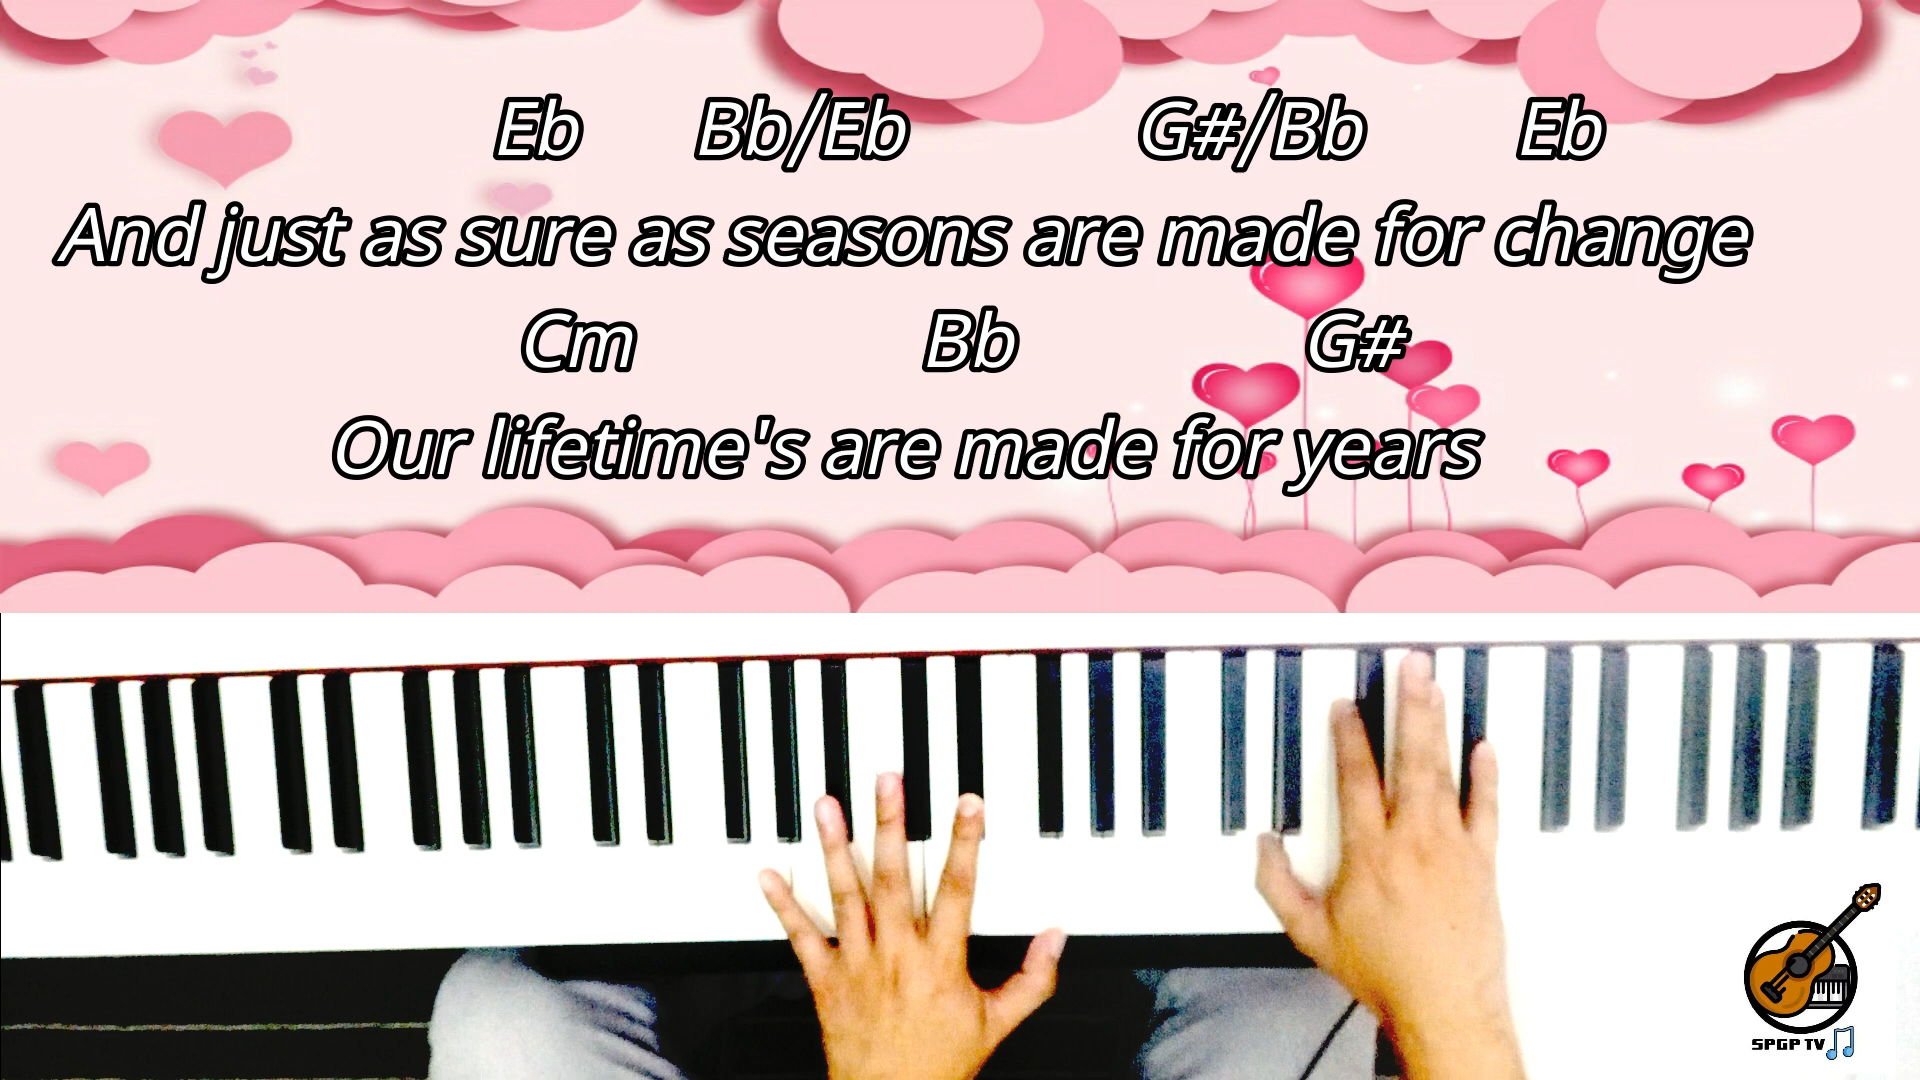 Eb Bb/Eb G#/Bb Eb
And just as sure as seasons are made for change
Cm Bb G#
Our lifetime's are made for years
SPGP TV